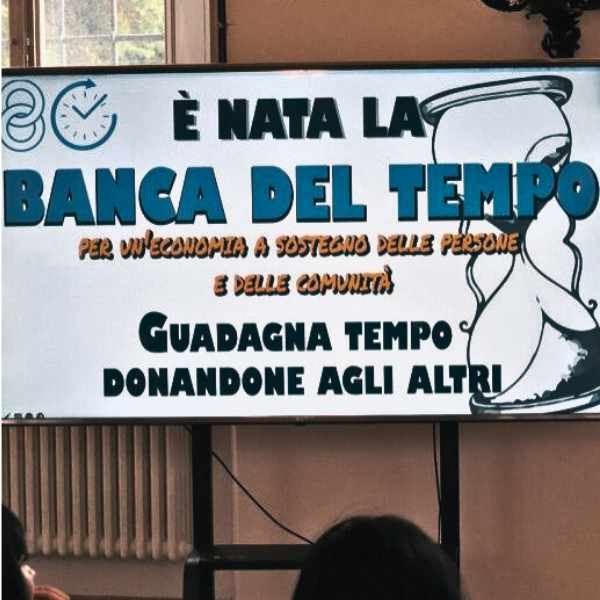 È NATA LA
BANCA DEL TEMPO
PER UN'ECONOMIA A SOSTEGNO DELLE PERSONE
E DELLE COMUNITÀ
GUADAGNA TEMPO
DONANDONE AGLI ALTRI